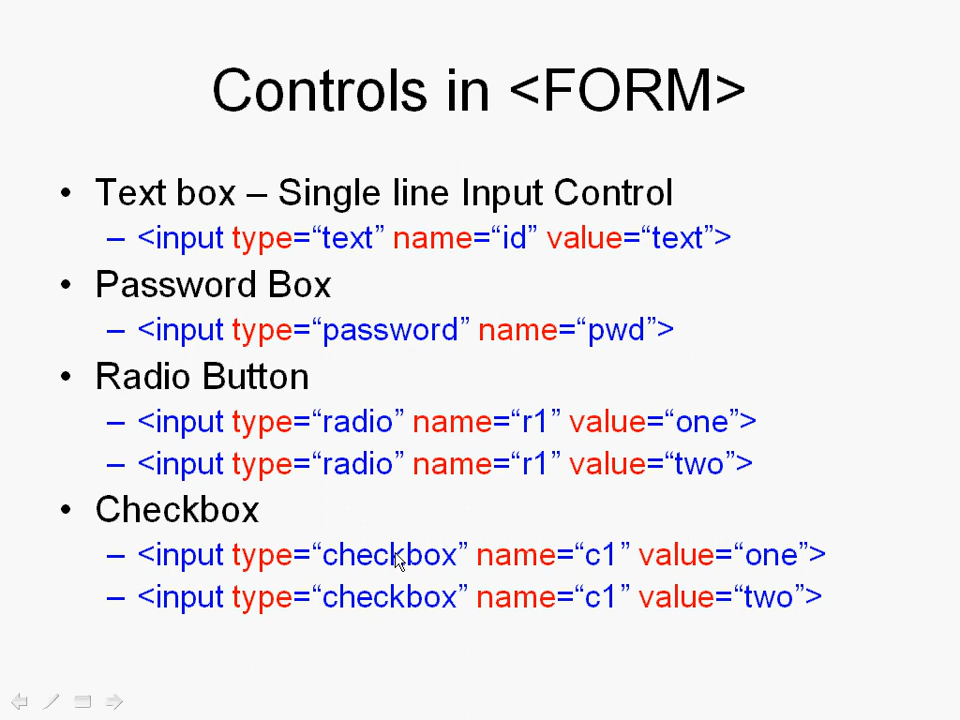 Controls in <FORM>
• Text box – Single line Input Control
– <input type=“text” name=“id” value=“text”>
• Password Box
– <input type=“password” name=“pwd”>
• Radio Button
– <input type=“radio” name=“r1” value=“one”>
– <input type=“radio” name=“r1” value=“two”>
• Checkbox
– <input type=“checkbox” name=“c1” value=“one”>
– <input type=“checkbox” name=“c1” value=“two”>